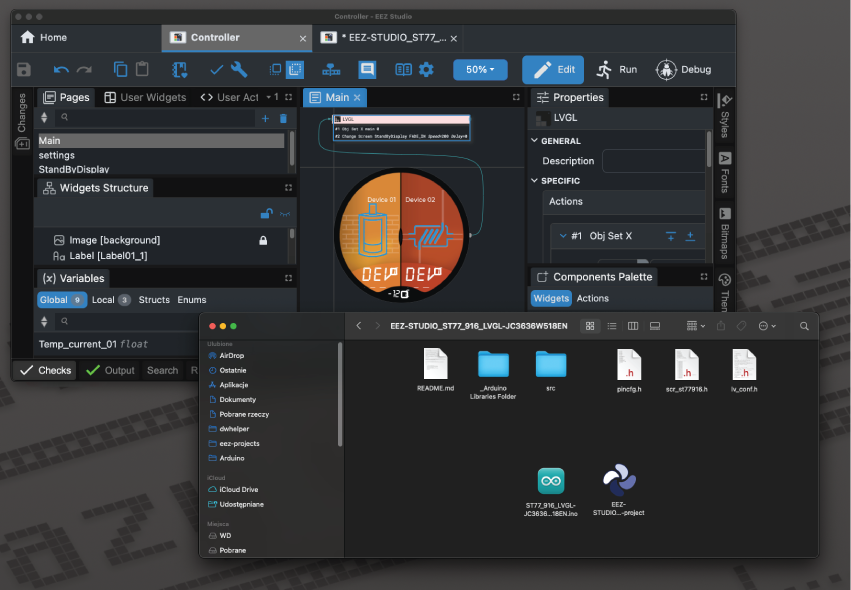 Controller - EEZ Studio
Home
Controller
* EEZ-STUDIO_ST77_...
50%
Edit
Run
Debug
Changes
Pages
User Widgets
User Act
1
Main
settings
StandByDisplay
Widgets Structure
Image [background]
Label [Label01_1]
(x) Variables
Global 9
Local 3
Structs
Enums
Temp_current_01 float
Checks
Output
Search
R
Main
LVGL
#1 Obj Set X main 0
#2 Change Screen StandByDisplay FADE_IN Speed=200 Delay=0
Device 01
Device 02
Properties
LVGL
GENERAL
Description
SPECIFIC
Actions
#1 Obj Set X
Components Palette
Widgets
Actions
Styles
Fonts
Bitmaps
Them
EEZ-STUDIO_ST77_916_LVGL-JC3636W518EN
Ulubione
AirDrop
Ostatnie
Aplikacje
Dokumenty
Pobrane rzeczy
dwhelper
eez-projects
Arduino
iCloud
iCloud Drive
Udostępniane
Miejsca
WD
Pobrane
README.md
_Arduino
Libraries Folder
src
.h
pincfg.h
.h
scr_st77916.h
.h
lv_conf.h
ST77_916_LVGL-
JC3636...18EN.ino
EEZ-
STUDIO...-project